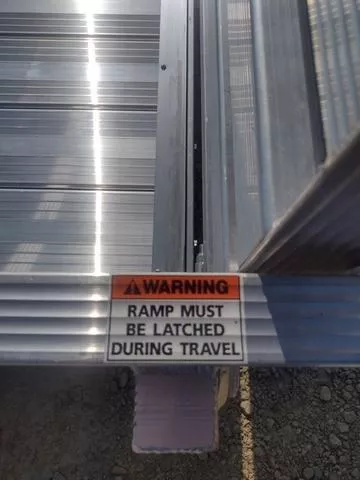 WARNING
RAMP MUST
BE LATCHED
DURING TRAVEL